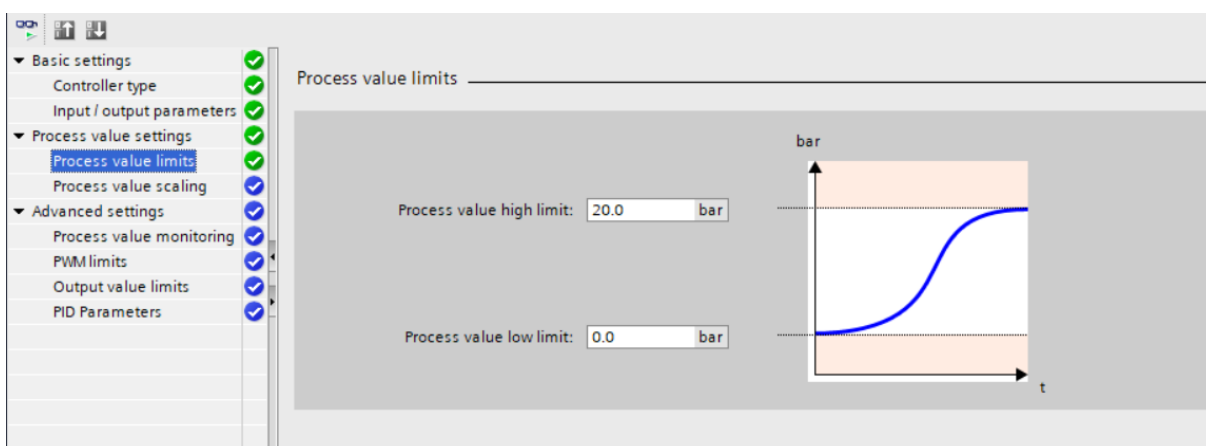 Basic settings
Controller type
Input / output parameters
Process value settings
Process value limits
Process value scaling
Advanced settings
Process value monitoring
PWM limits
Output value limits
PID Parameters
Process value limits
bar
Process value high limit: 20.0 bar
Process value low limit: 0.0 bar
t